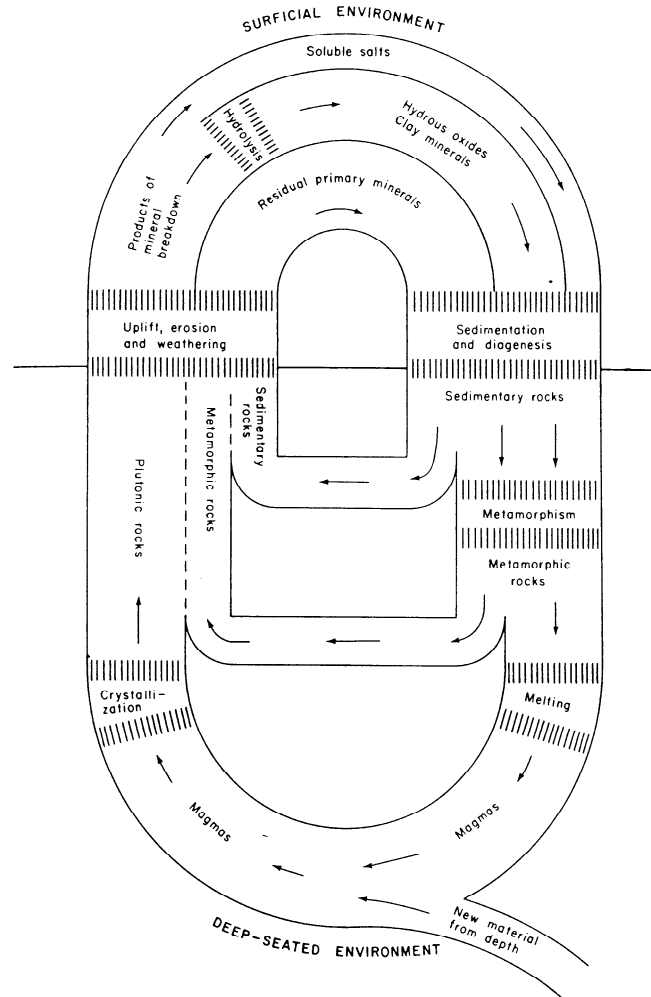 SURFICIAL ENVIRONMENT
Soluble salts
Hydrolysis
Hydrous oxides
Clay minerals
Products of
mineral
breakdown
Residual primary minerals
Uplift, erosion
and weathering
Sedimentation
and diagenesis
Sedimentary
rocks
Sedimentary rocks
Metamorphic rocks
Plutonic rocks
Metamorphism
Metamorphic
rocks
Crystalli-
zation
Melting
Magmas
Magmas
New material
from depth
DEEP-SEATED ENVIRONMENT